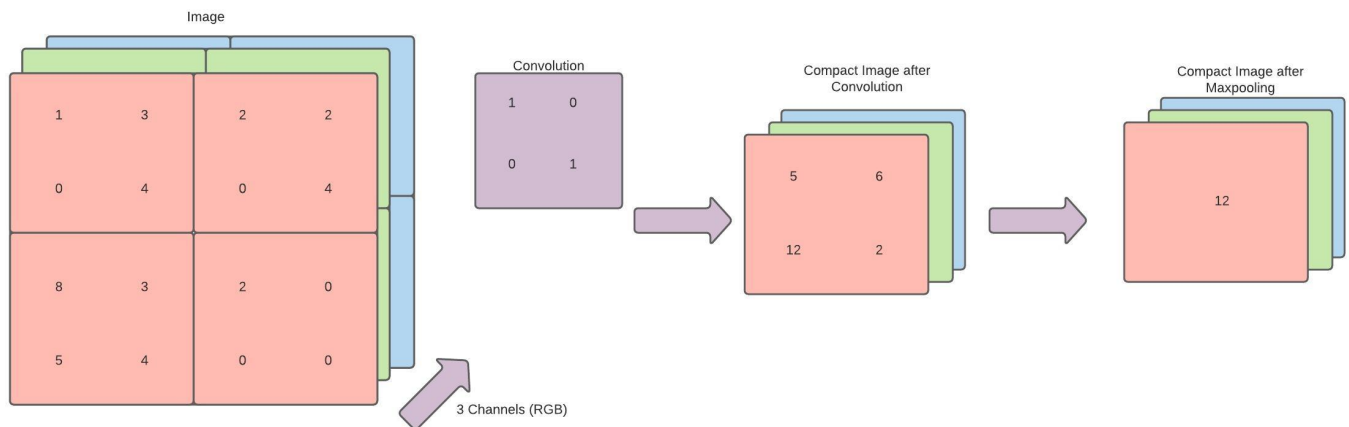 Image
1 3 2 2
0 4 0 4
8 3 2 0
5 4 0 0
3 Channels (RGB)
Convolution
1 0
0 1
Compact Image after
Convolution
5 6
12 2
Compact Image after
Maxpooling
12